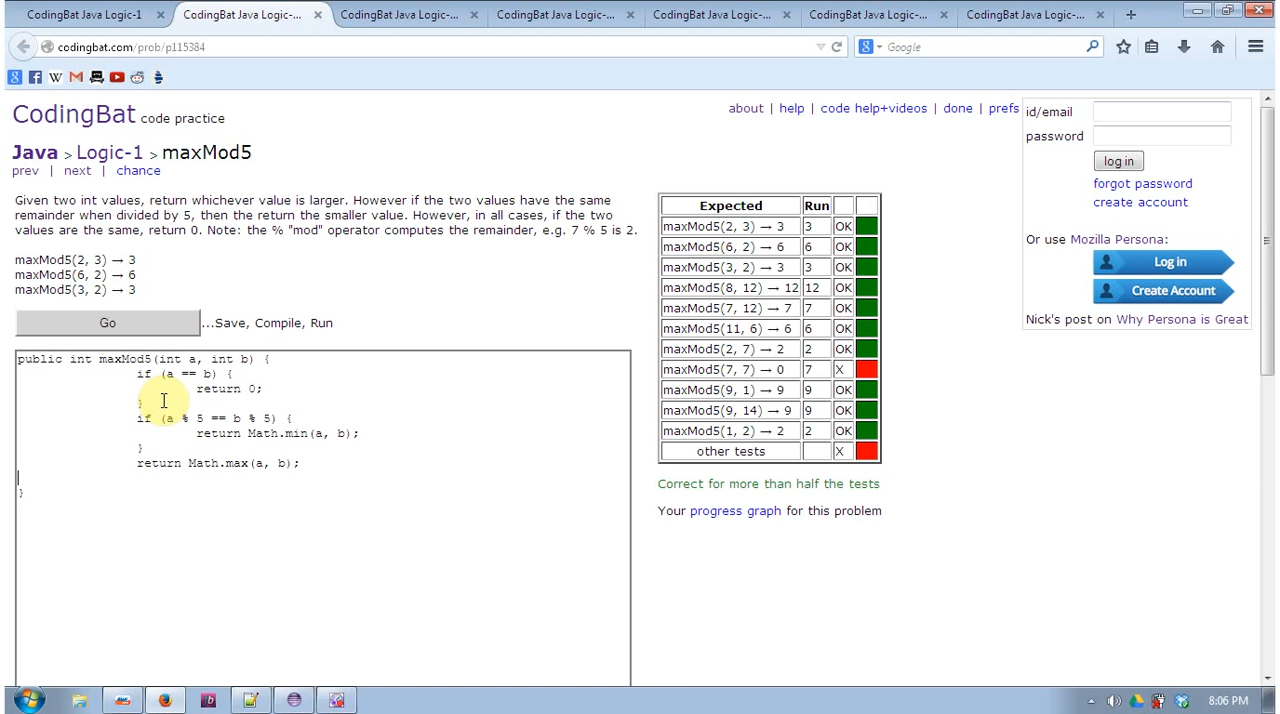 CodingBat Java Logic-1
CodingBat Java Logic-...
CodingBat Java Logic-...
CodingBat Java Logic-...
CodingBat Java Logic-...
CodingBat Java Logic-...
CodingBat Java Logic-...
codingbat.com/prob/p115384
Google
CodingBat code practice
about | help | code help+videos | done | prefs
id/email
password
log in
forgot password
create account
Or use Mozilla Persona:
Log in
Create Account
Nick's post on Why Persona is Great
Java > Logic-1 > maxMod5
prev | next | chance
Given two int values, return whichever value is larger. However if the two values have the same
remainder when divided by 5, then the return the smaller value. However, in all cases, if the two
values are the same, return 0. Note: the % "mod" operator computes the remainder, e.g. 7 % 5 is 2.
maxMod5(2, 3) → 3
maxMod5(6, 2) → 6
maxMod5(3, 2) → 3
Go ...Save, Compile, Run
public int maxMod5(int a, int b) {
if (a == b) {
return 0;
}
if (a % 5 == b % 5) {
return Math.min(a, b);
}
return Math.max(a, b);
}
Expected Run
maxMod5(2, 3) → 3 3 OK
maxMod5(6, 2) → 6 6 OK
maxMod5(3, 2) → 3 3 OK
maxMod5(8, 12) → 12 12 OK
maxMod5(7, 12) → 7 7 OK
maxMod5(11, 6) → 6 6 OK
maxMod5(2, 7) → 2 2 OK
maxMod5(7, 7) → 0 7 X
maxMod5(9, 1) → 9 9 OK
maxMod5(9, 14) → 9 9 OK
maxMod5(1, 2) → 2 2 OK
other tests X
Correct for more than half the tests
Your progress graph for this problem
8:06 PM